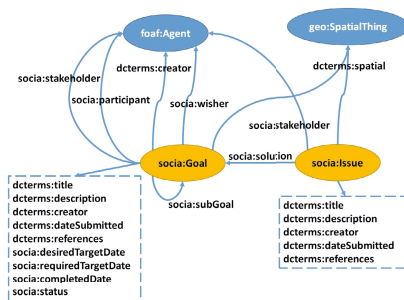 foaf:Agent
geo:SpatialThing
dcterms:creator
dcterms:spatial
socia:stakeholder
socia:participant
socia:wisher
socia:stakeholder
socia:Goal
socia:solution
socia:Issue
socia:subGoal
dcterms:title
dcterms:description
dcterms:creator
dcterms:dateSubmitted
dcterms:references
socia:desiredTargetDate
socia:requiredTargetDate
socia:completedDate
socia:status
dcterms:title
dcterms:description
dcterms:creator
dcterms:dateSubmitted
dcterms:references